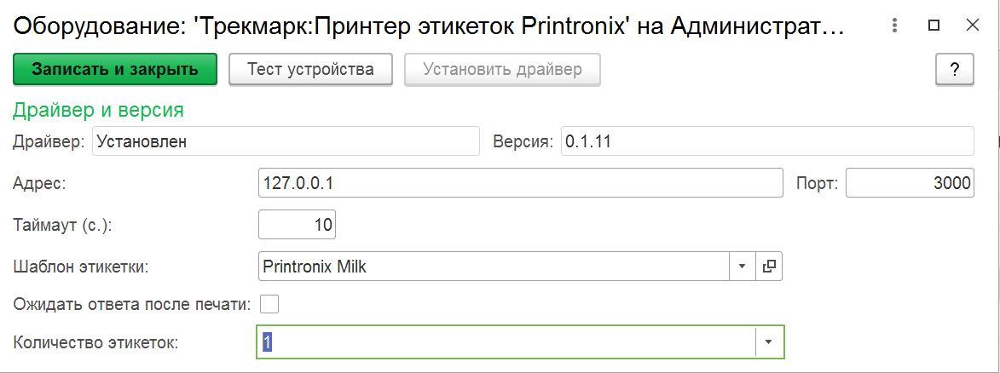 Оборудование: 'Трекмарк:Принтер этикеток Printronix' на Администрат...
Записать и закрыть Тест устройства Установить драйвер ?
Драйвер и версия
Драйвер: Установлен Версия: 0.1.11
Адрес: 127.0.0.1 Порт: 3000
Таймаут (с.): 10
Шаблон этикетки: Printronix Milk
Ожидать ответа после печати:
Количество этикеток: 1